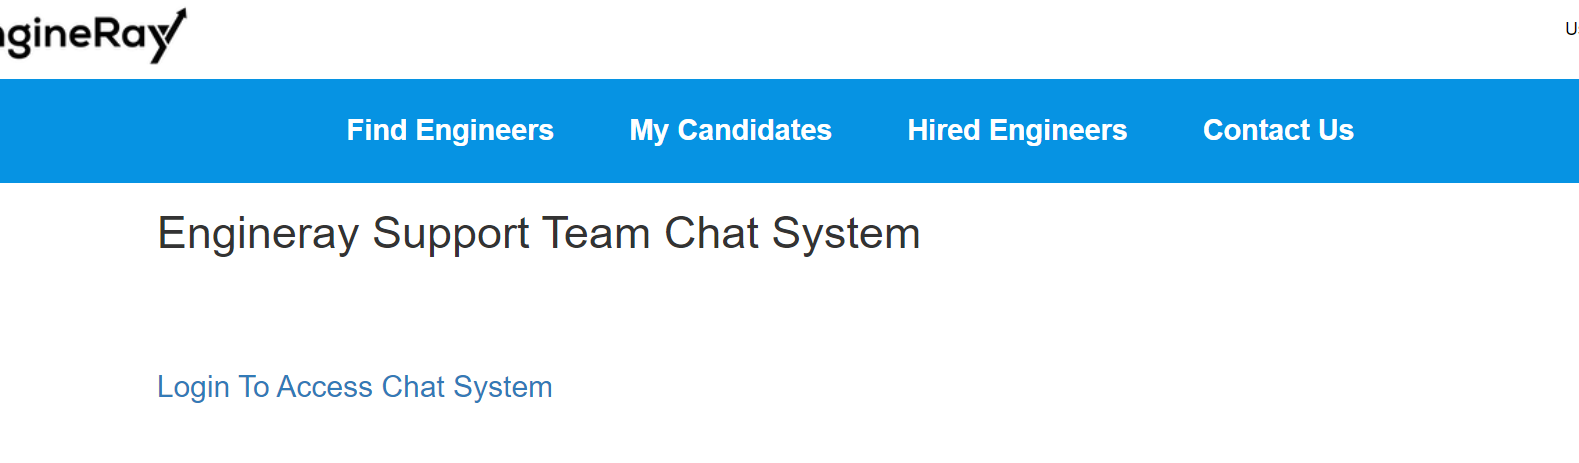 gineRay
Find Engineers My Candidates Hired Engineers Contact Us
Engineray Support Team Chat System
Login To Access Chat System